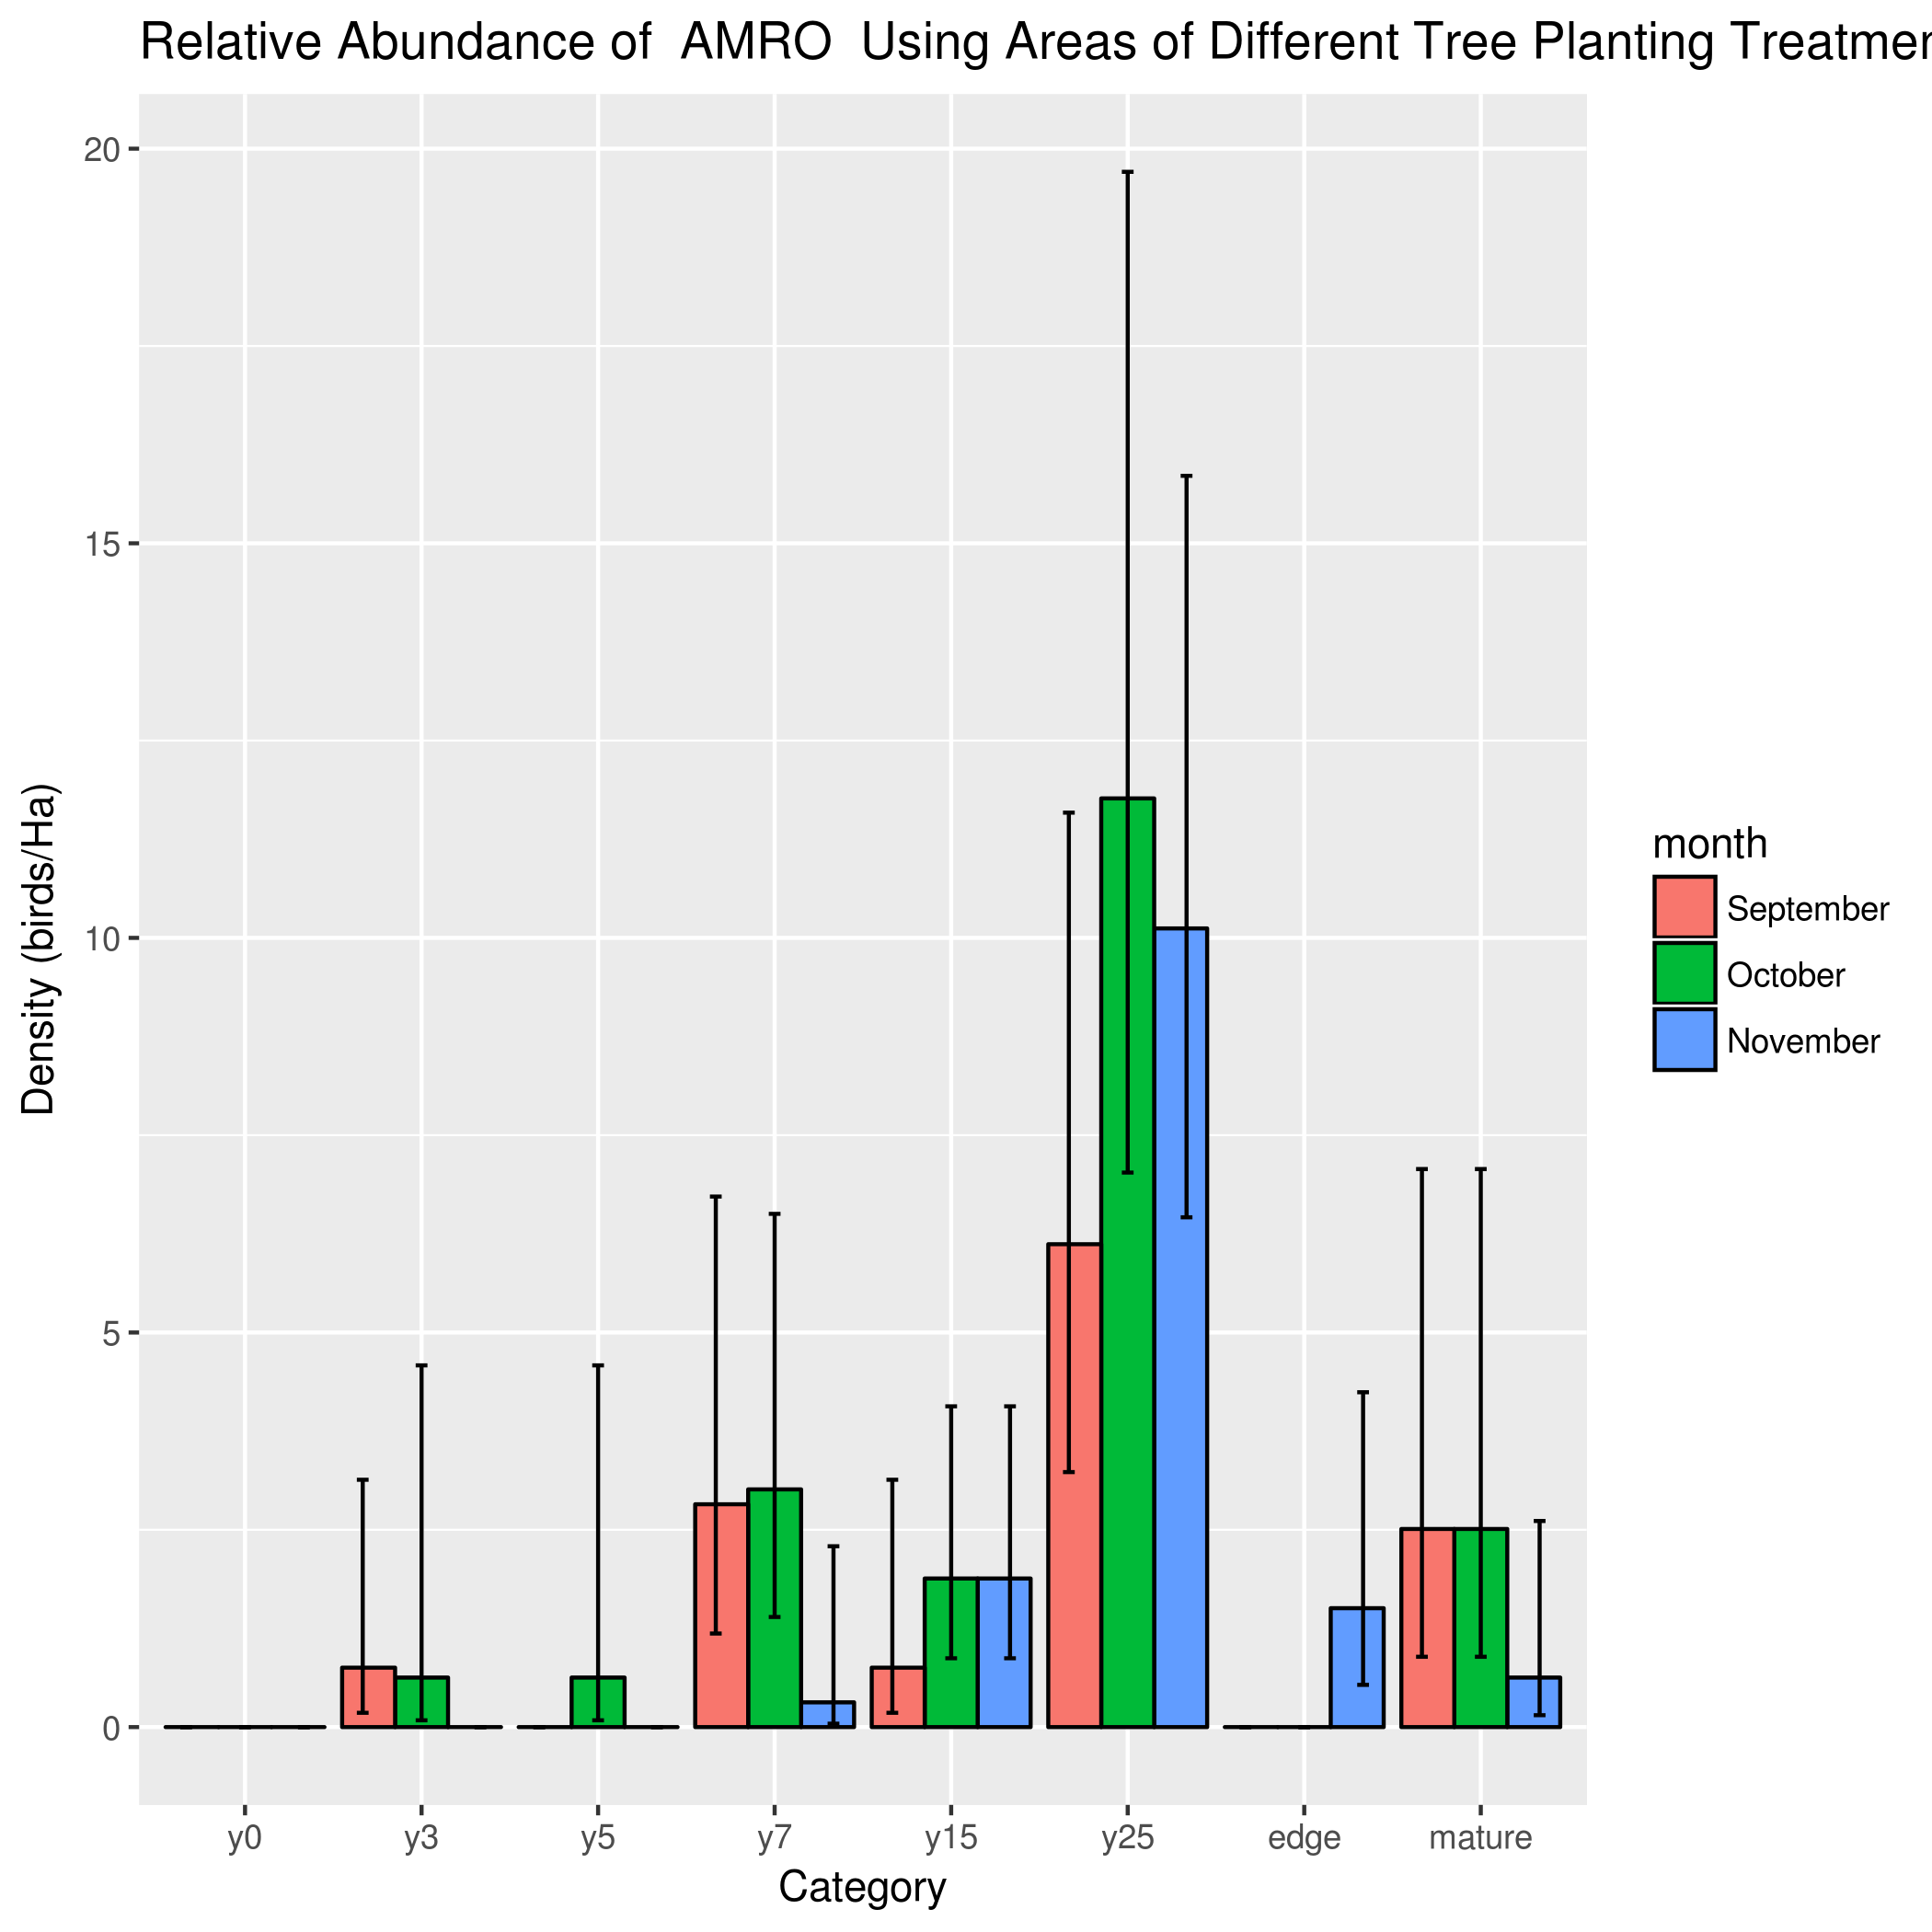 Relative Abundance of  AMRO  Using Areas of Different Tree Planting
20
15
10
5
0
Density (birds/Ha)
y0 y3 y5 y7 y15 y25 edge mature
Category
month
September
October
November